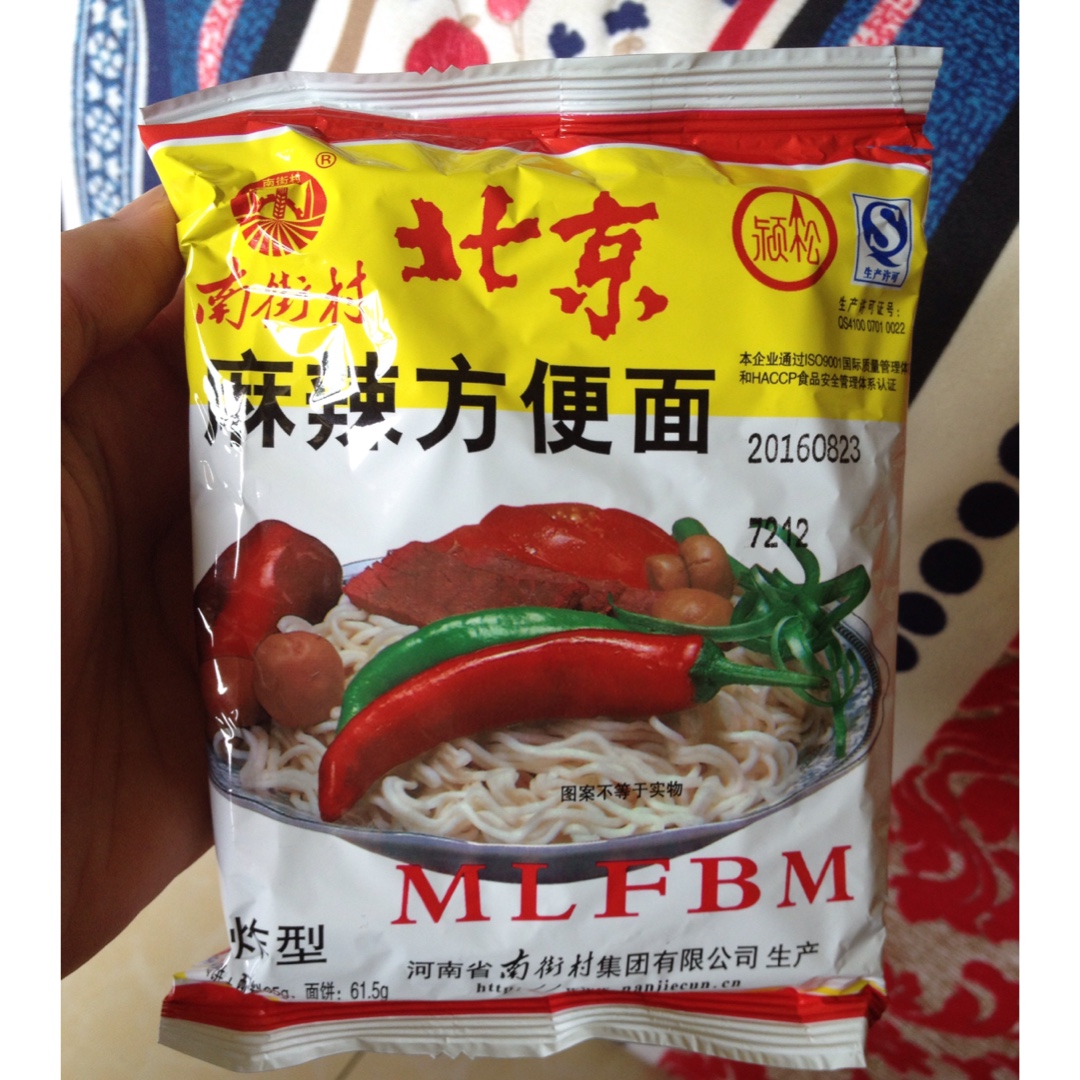 南街村
®
南街村
北京
颍松
生产许可
生产许可证号：
QS4100 0701 0022
麻辣方便面
本企业通过ISO9001国际质量管理体
和HACCP食品安全管理体系认证
20160823
7212
图案不等于实物
MLFBM
炸型
河南省南街村集团有限公司 生产
面饼：61.5g